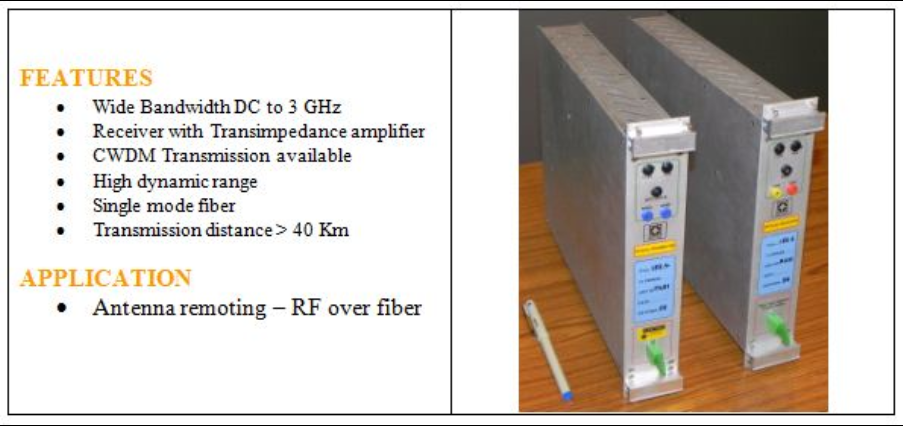 FEATURES
• Wide Bandwidth DC to 3 GHz
• Receiver with Transimpedance amplifier
• CWDM Transmission available
• High dynamic range
• Single mode fiber
• Transmission distance > 40 Km
APPLICATION
• Antenna remoting – RF over fiber